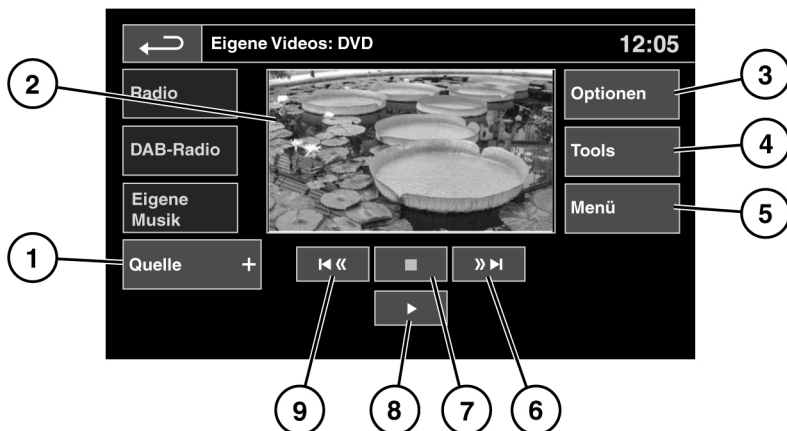 Eigene Videos: DVD
12:05
Radio
DAB-Radio
Eigene
Musik
Quelle +
Optionen
Tools
Menü
1
2
3
4
5
6
7
8
9